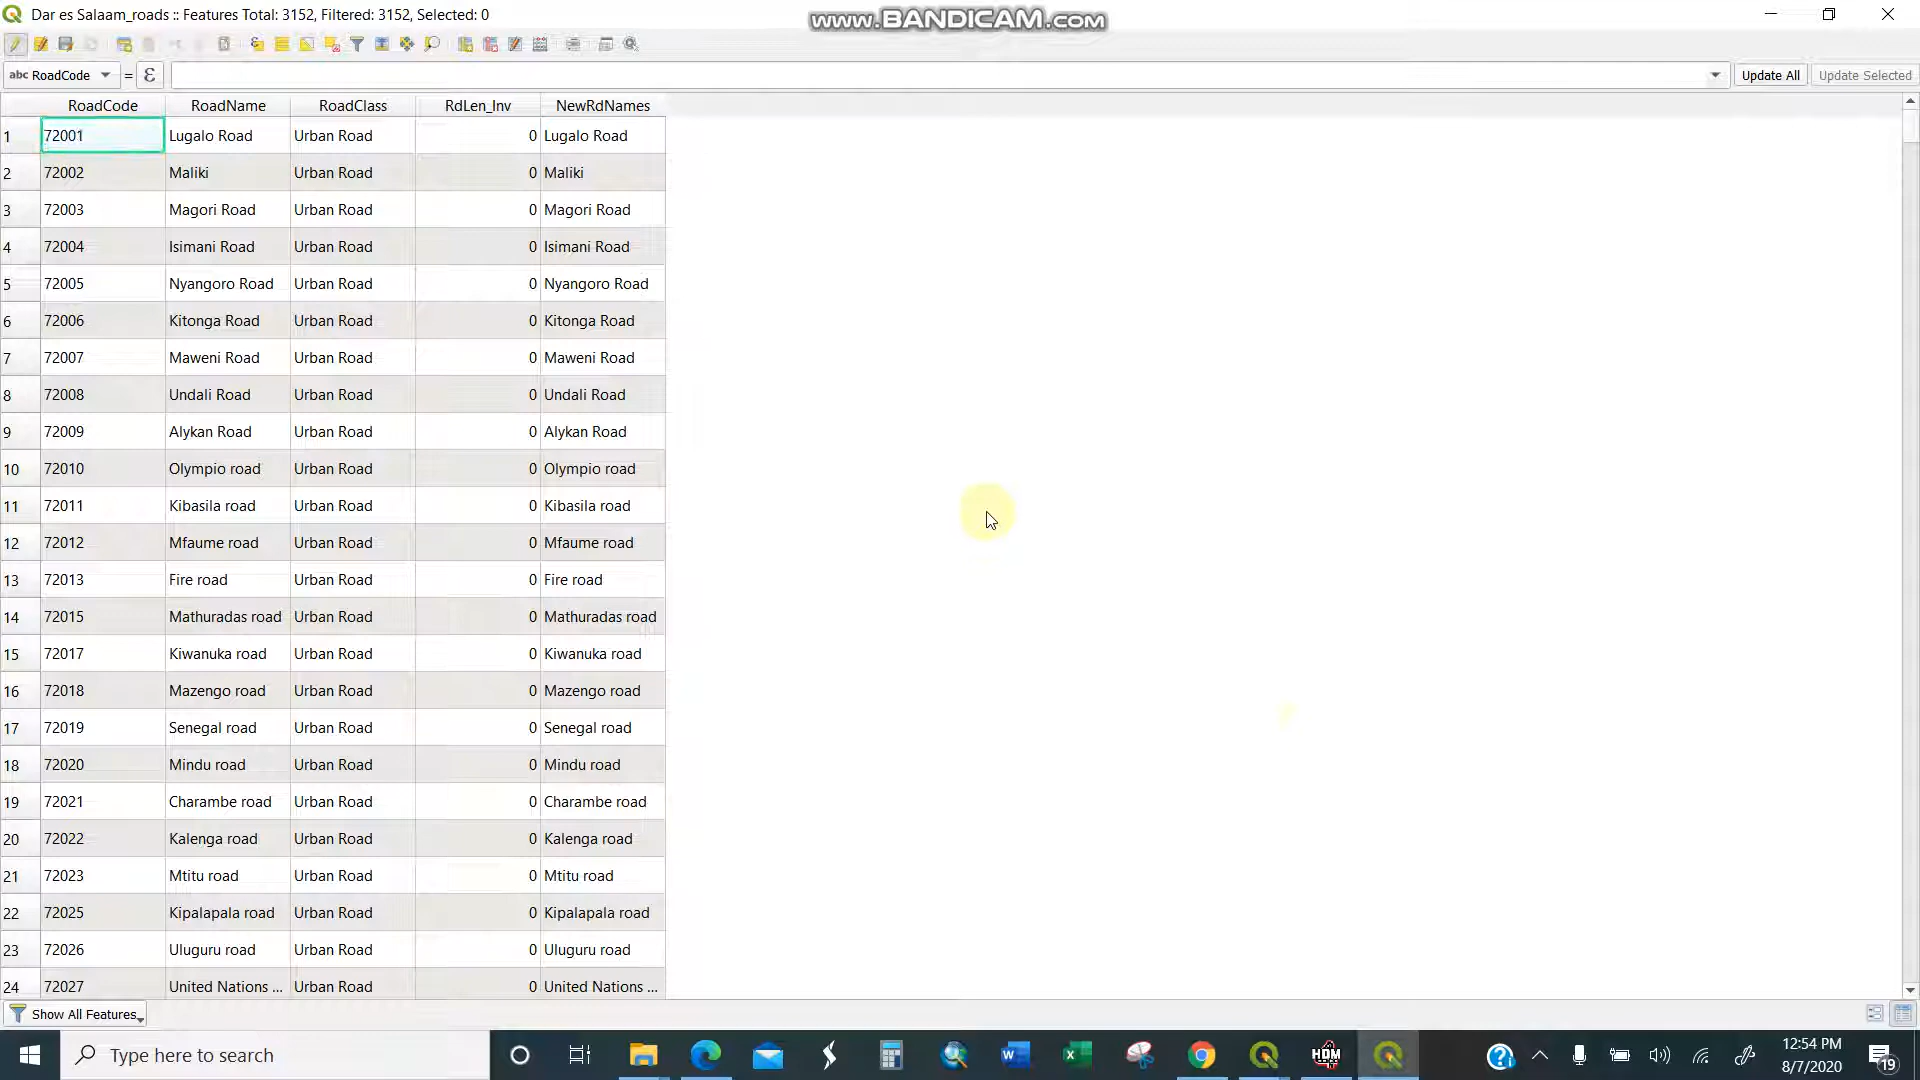 Dar es Salaam_roads :: Features Total: 3152, Filtered: 3152, Selected: 0
www.BANDICAM.com
abc RoadCode = ε Update All Update Selected
RoadCode RoadName RoadClass RdLen_Inv NewRdNames
1 72001 Lugalo Road Urban Road 0 Lugalo Road
2 72002 Maliki Urban Road 0 Maliki
3 72003 Magori Road Urban Road 0 Magori Road
4 72004 Isimani Road Urban Road 0 Isimani Road
5 72005 Nyangoro Road Urban Road 0 Nyangoro Road
6 72006 Kitonga Road Urban Road 0 Kitonga Road
7 72007 Maweni Road Urban Road 0 Maweni Road
8 72008 Undali Road Urban Road 0 Undali Road
9 72009 Alykan Road Urban Road 0 Alykan Road
10 72010 Olympio road Urban Road 0 Olympio road
11 72011 Kibasila road Urban Road 0 Kibasila road
12 72012 Mfaume road Urban Road 0 Mfaume road
13 72013 Fire road Urban Road 0 Fire road
14 72015 Mathuradas road Urban Road 0 Mathuradas road
15 72017 Kiwanuka road Urban Road 0 Kiwanuka road
16 72018 Mazengo road Urban Road 0 Mazengo road
17 72019 Senegal road Urban Road 0 Senegal road
18 72020 Mindu road Urban Road 0 Mindu road
19 72021 Charambe road Urban Road 0 Charambe road
20 72022 Kalenga road Urban Road 0 Kalenga road
21 72023 Mtitu road Urban Road 0 Mtitu road
22 72025 Kipalapala road Urban Road 0 Kipalapala road
23 72026 Uluguru road Urban Road 0 Uluguru road
24 72027 United Nations ... Urban Road 0 United Nations ...
Show All Features
Type here to search
HDM
12:54 PM
8/7/2020
19